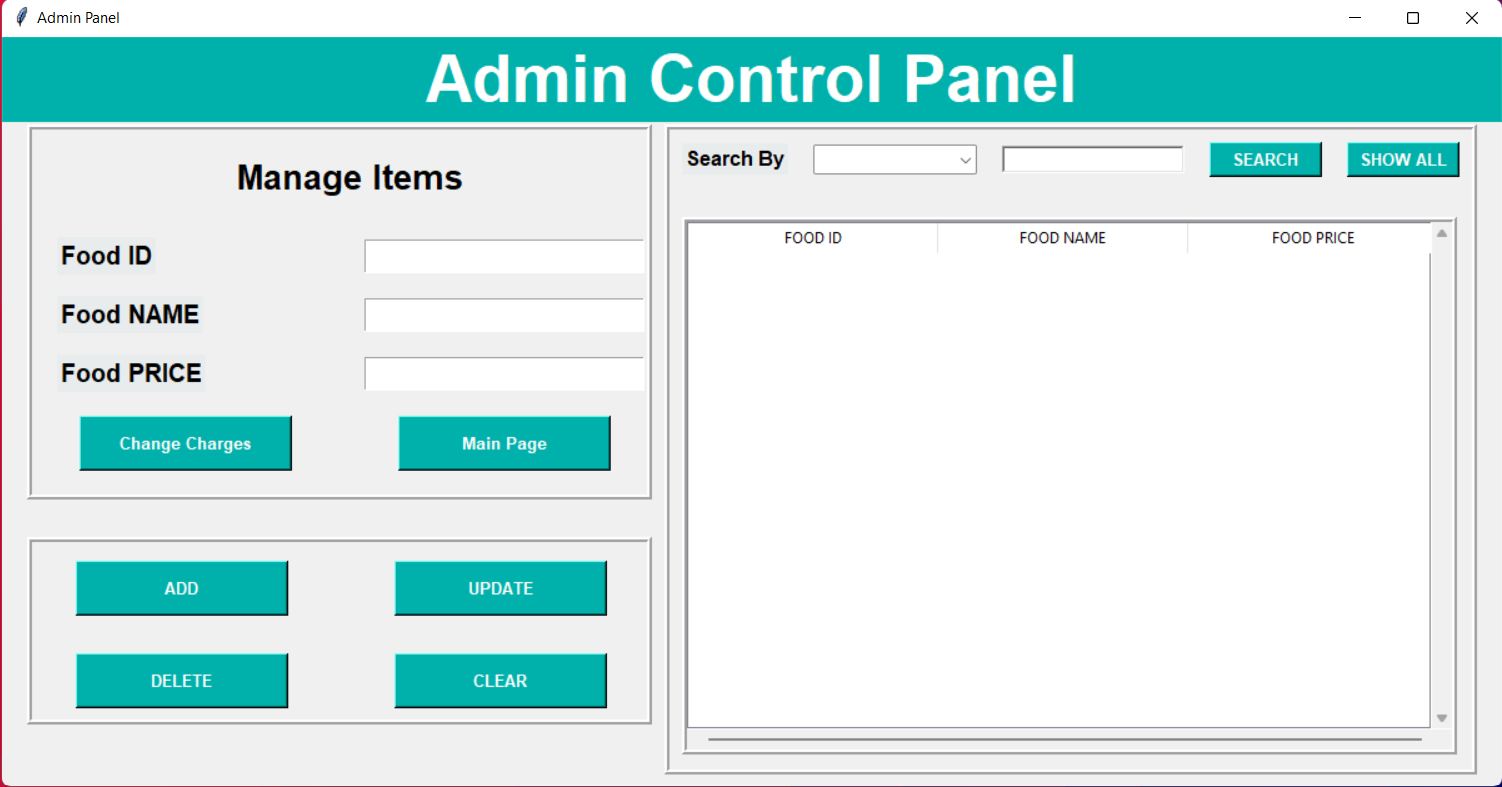 Admin Panel
Admin Control Panel
Manage Items
Food ID
Food NAME
Food PRICE
Change Charges
Main Page
ADD
UPDATE
DELETE
CLEAR
Search By
SEARCH
SHOW ALL
FOOD ID
FOOD NAME
FOOD PRICE